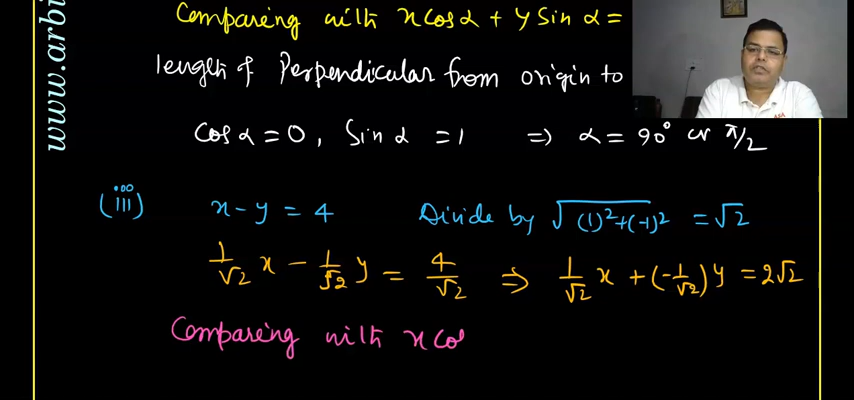 www.arbi
Comparing with x cos α + y Sin α =
length of Perpendicular from origin to
Cos α = 0, Sin α = 1 ⇒ α = 90° or π/2
(iii) x - y = 4 Divide by √(1)²+(-1)² = √2
1/√2 x - 1/√2 y = 4/√2 ⇒ 1/√2 x + (-1/√2) y = 2√2
Comparing with x cos